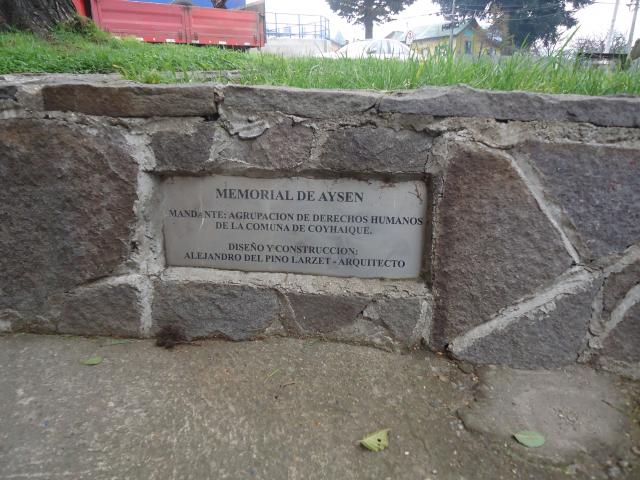 MEMORIAL DE AYSEN
MANDANTE: AGRUPACION DE DERECHOS HUMANOS
DE LA COMUNA DE COYHAIQUE.
DISEÑO Y CONSTRUCCION:
ALEJANDRO DEL PINO LARZET - ARQUITECTO